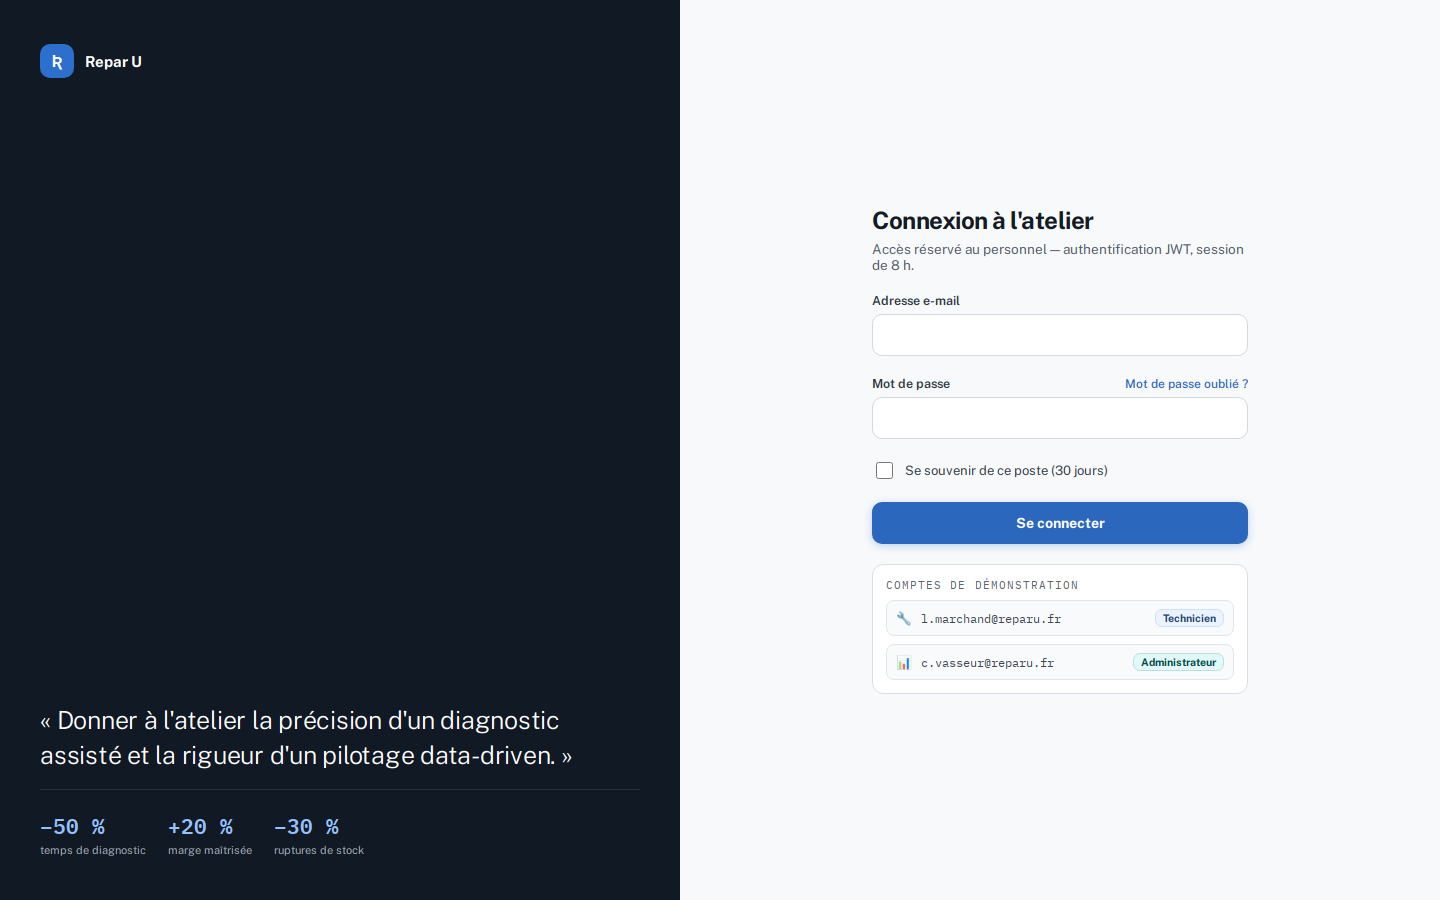 Repar U
« Donner à l'atelier la précision d'un diagnostic
assisté et la rigueur d'un pilotage data-driven. »
−50 %
temps de diagnostic
+20 %
marge maîtrisée
−30 %
ruptures de stock
Connexion à l'atelier
Accès réservé au personnel — authentification JWT, session
de 8 h.
Adresse e-mail
Mot de passe
Mot de passe oublié ?
Se souvenir de ce poste (30 jours)
Se connecter
COMPTES DE DÉMONSTRATION
l.marchand@reparu.fr
Technicien
c.vasseur@reparu.fr
Administrateur